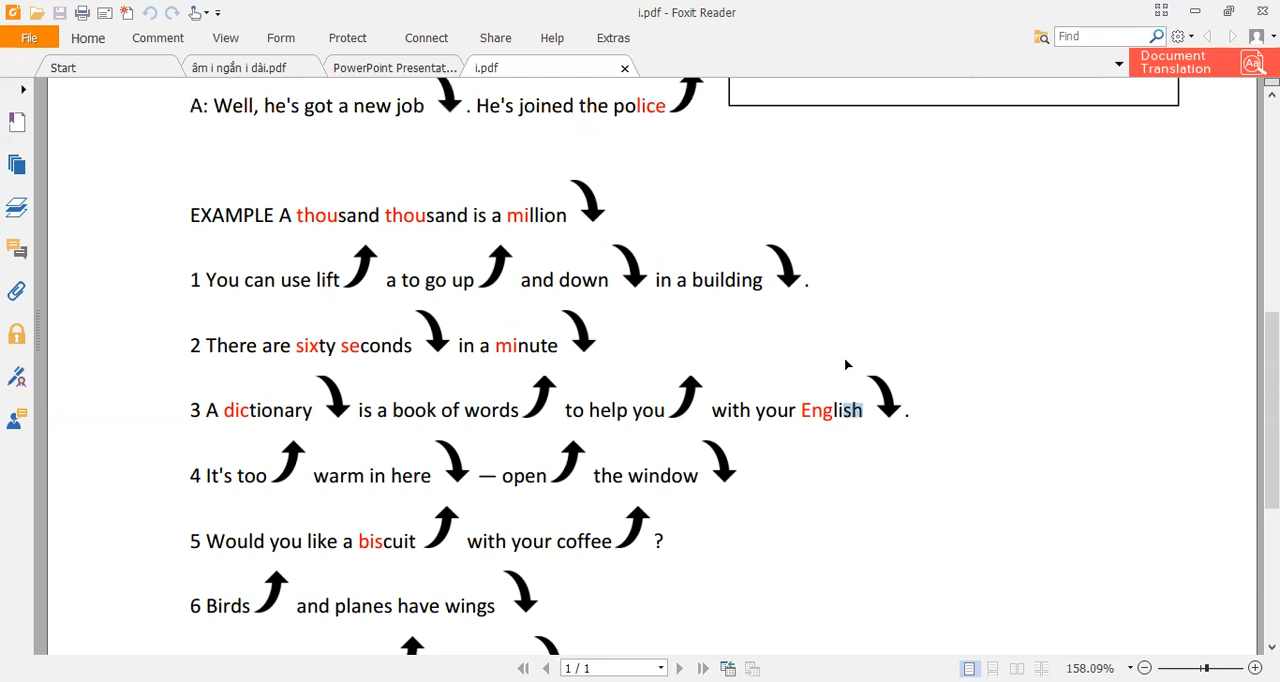 i.pdf - Foxit Reader
File Home Comment View Form Protect Connect Share Help Extras Find
Start âm i ngắn i dài.pdf PowerPoint Presentat... i.pdf
Document
Translation
A: Well, he's got a new job . He's joined the police
EXAMPLE A thousand thousand is a million
1 You can use lift a to go up and down in a building .
2 There are sixty seconds in a minute
3 A dictionary is a book of words to help you with your English .
4 It's too warm in here — open the window
5 Would you like a biscuit with your coffee ?
6 Birds and planes have wings
1 / 1 158.09%